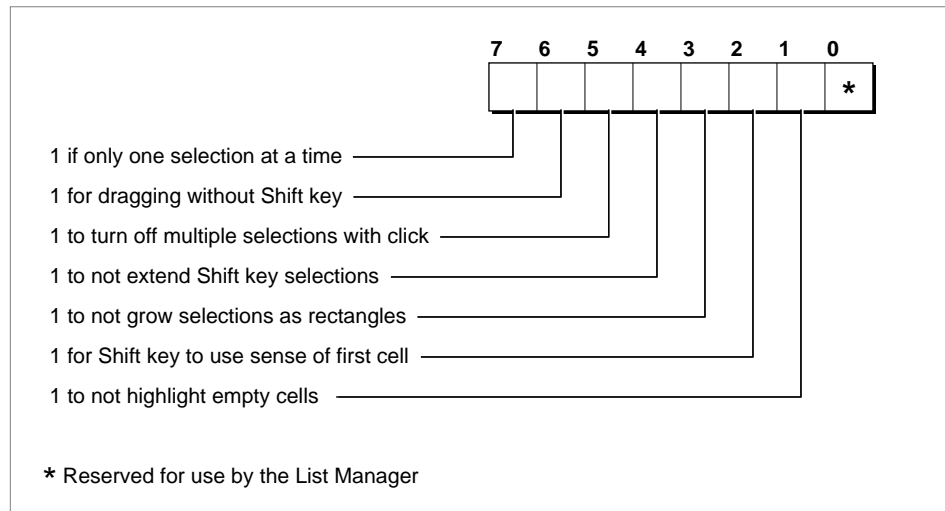 7 6 5 4 3 2 1 0
*
1 if only one selection at a time
1 for dragging without Shift key
1 to turn off multiple selections with click
1 to not extend Shift key selections
1 to not grow selections as rectangles
1 for Shift key to use sense of first cell
1 to not highlight empty cells
* Reserved for use by the List Manager